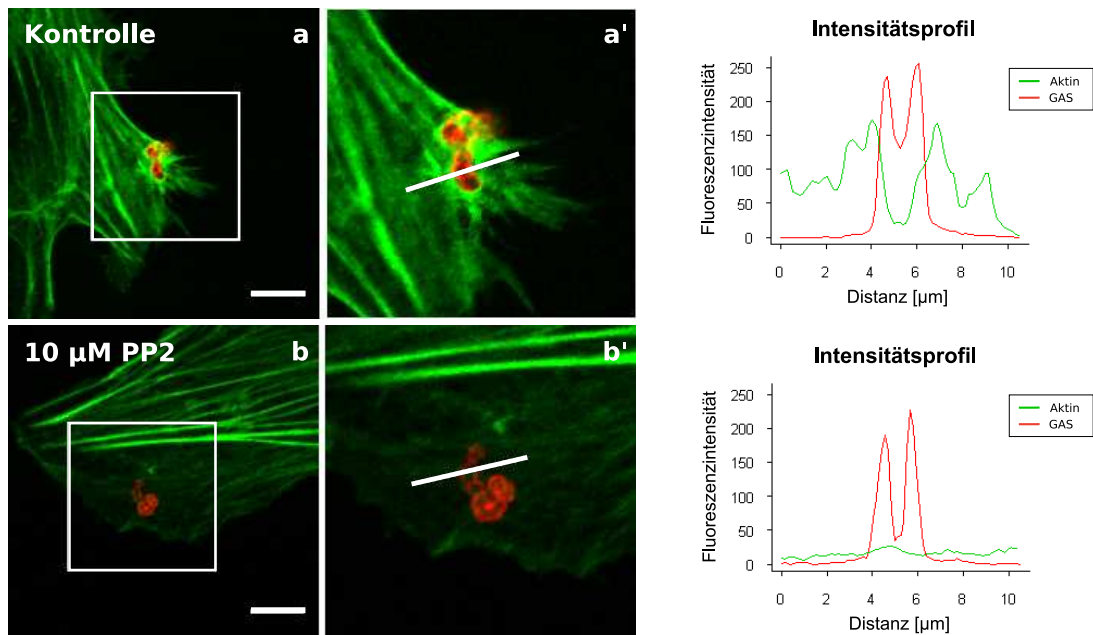 Kontrolle
a
a'
Intensitätsprofil
Fluoreszenzintensität
250
200
150
100
50
0
0 2 4 6 8 10
Distanz [µm]
Aktin
GAS
10 µM PP2
b
b'
Intensitätsprofil
Fluoreszenzintensität
250
200
150
100
50
0
0 2 4 6 8 10
Distanz [µm]
Aktin
GAS